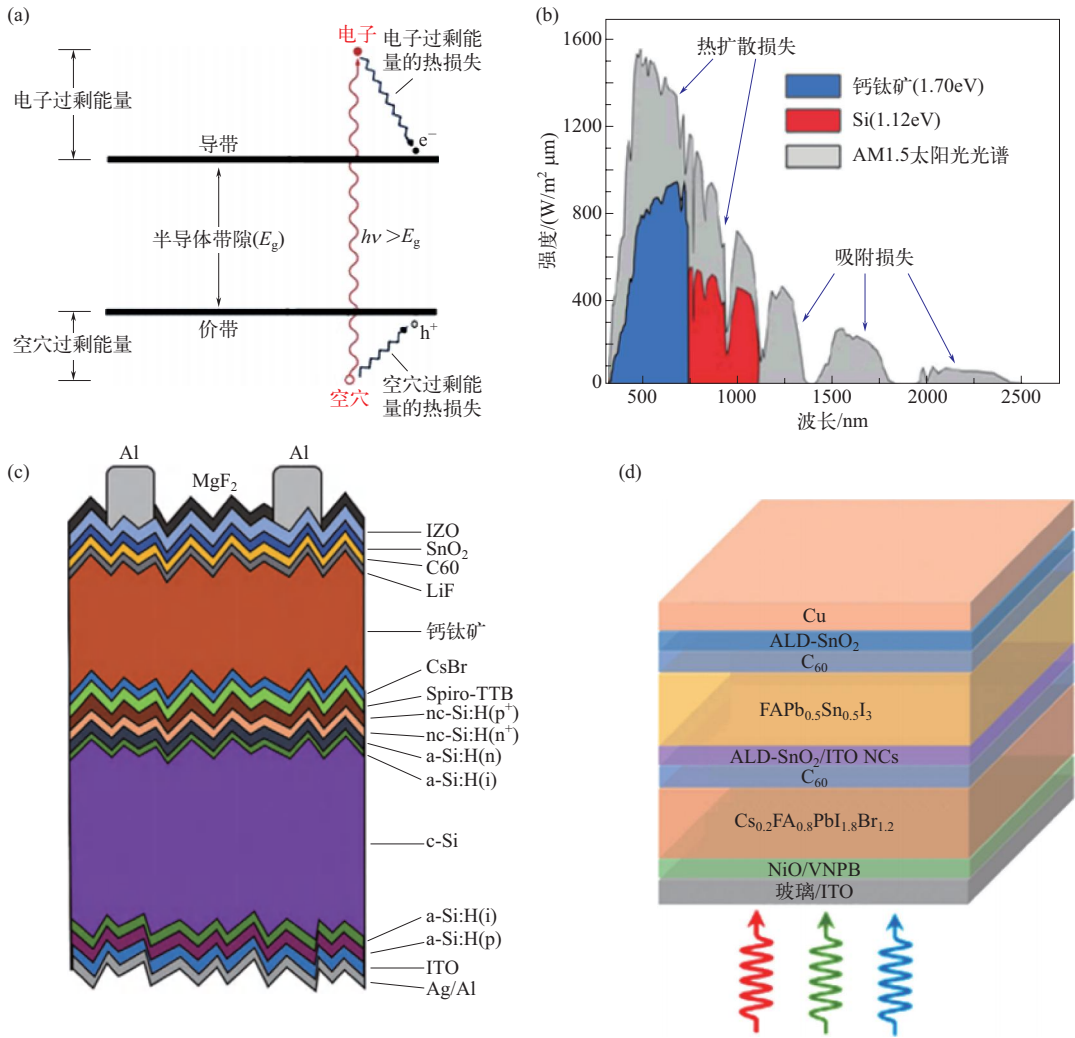 (a)
电子
电子过剩能
量的热损失
电子过剩能量
导带
e⁻
半导体带隙(E_g)
hν >E_g
价带
空穴过剩能量
h⁺
空穴
空穴过剩能
量的热损失
(b)
1600
1200
800
400
0
强度/(W/m² μm)
500
1000
1500
2000
2500
波长/nm
热扩散损失
钙钛矿(1.70eV)
Si(1.12eV)
AM1.5太阳光光谱
吸附损失
(c)
Al
Al
MgF₂
IZO
SnO₂
C60
LiF
钙钛矿
CsBr
Spiro-TTB
nc-Si:H(p⁺)
nc-Si:H(n⁺)
a-Si:H(n)
a-Si:H(i)
c-Si
a-Si:H(i)
a-Si:H(p)
ITO
Ag/Al
(d)
Cu
ALD-SnO₂
C₆₀
FAPb₀.₅Sn₀.₅I₃
ALD-SnO₂/ITO NCs
C₆₀
Cs₀.₂FA₀.₈PbI₁.₈Br₁.₂
NiO/VNPB
玻璃/ITO